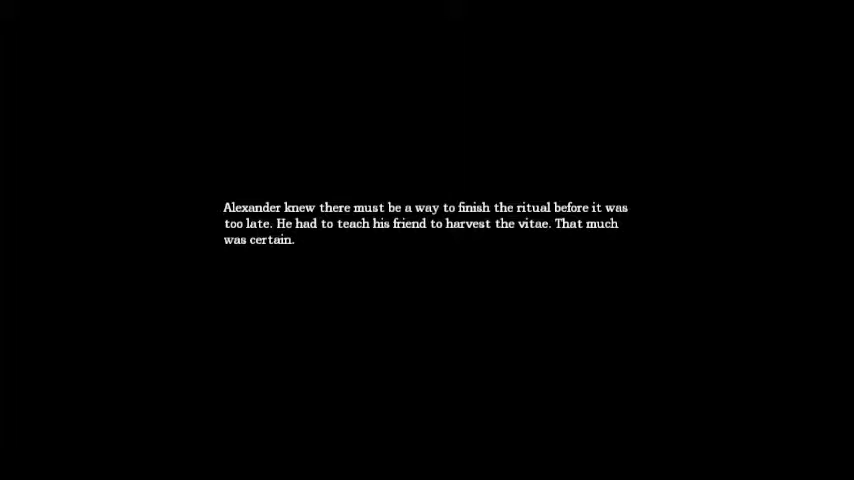 Alexander knew there must be a way to finish the ritual before it was
too late. He had to teach his friend to harvest the vitae. That much
was certain.